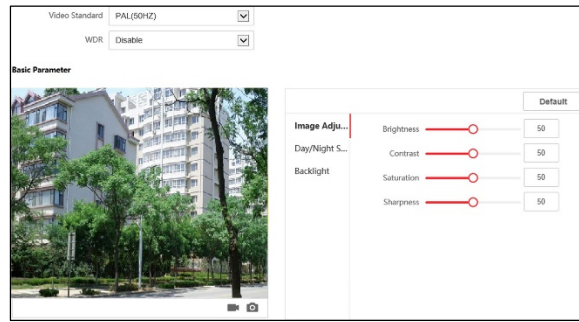 Video Standard PAL(50HZ)
WDR Disable
Basic Parameter
Default
Image Adju...
Day/Night S...
Backlight
Brightness 50
Contrast 50
Saturation 50
Sharpness 50